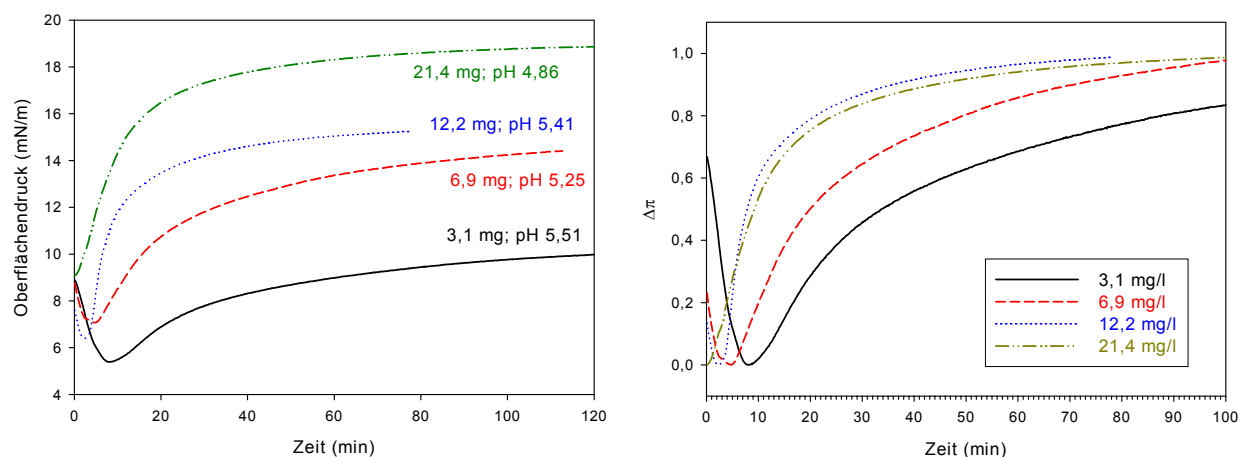 20
18
16
14
12
10
8
6
4
Oberflächendruck (mN/m)
21,4 mg; pH 4,86
12,2 mg; pH 5,41
6,9 mg; pH 5,25
3,1 mg; pH 5,51
0 20 40 60 80 100 120
Zeit (min)
1,0
0,8
0,6
0,4
0,2
0,0
Δπ
3,1 mg/l
6,9 mg/l
12,2 mg/l
21,4 mg/l
0 10 20 30 40 50 60 70 80 90 100
Zeit (min)